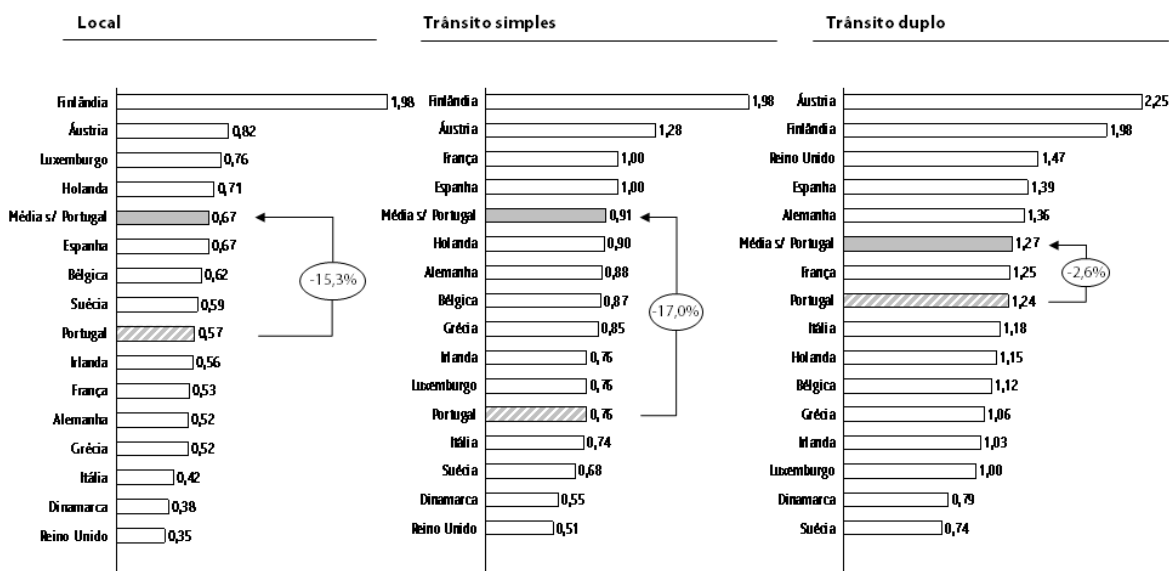 Local
Finlândia 1,98
Áustria 0,82
Luxemburgo 0,76
Holanda 0,71
Média s/ Portugal 0,67
Espanha 0,67
Bélgica 0,62
Suécia 0,59
Portugal 0,57
Irlanda 0,56
França 0,53
Alemanha 0,52
Grécia 0,52
Itália 0,42
Dinamarca 0,38
Reino Unido 0,35
-15,3%
Trânsito simples
Finlândia 1,98
Áustria 1,28
França 1,00
Espanha 1,00
Média s/ Portugal 0,91
Holanda 0,90
Alemanha 0,88
Bélgica 0,87
Grécia 0,85
Irlanda 0,76
Luxemburgo 0,76
Portugal 0,76
Itália 0,74
Suécia 0,68
Dinamarca 0,55
Reino Unido 0,51
-17,0%
Trânsito duplo
Áustria 2,25
Finlândia 1,98
Reino Unido 1,47
Espanha 1,39
Alemanha 1,36
Média s/ Portugal 1,27
França 1,25
Portugal 1,24
Itália 1,18
Holanda 1,15
Bélgica 1,12
Grécia 1,06
Irlanda 1,03
Luxemburgo 1,00
Dinamarca 0,79
Suécia 0,74
-2,6%